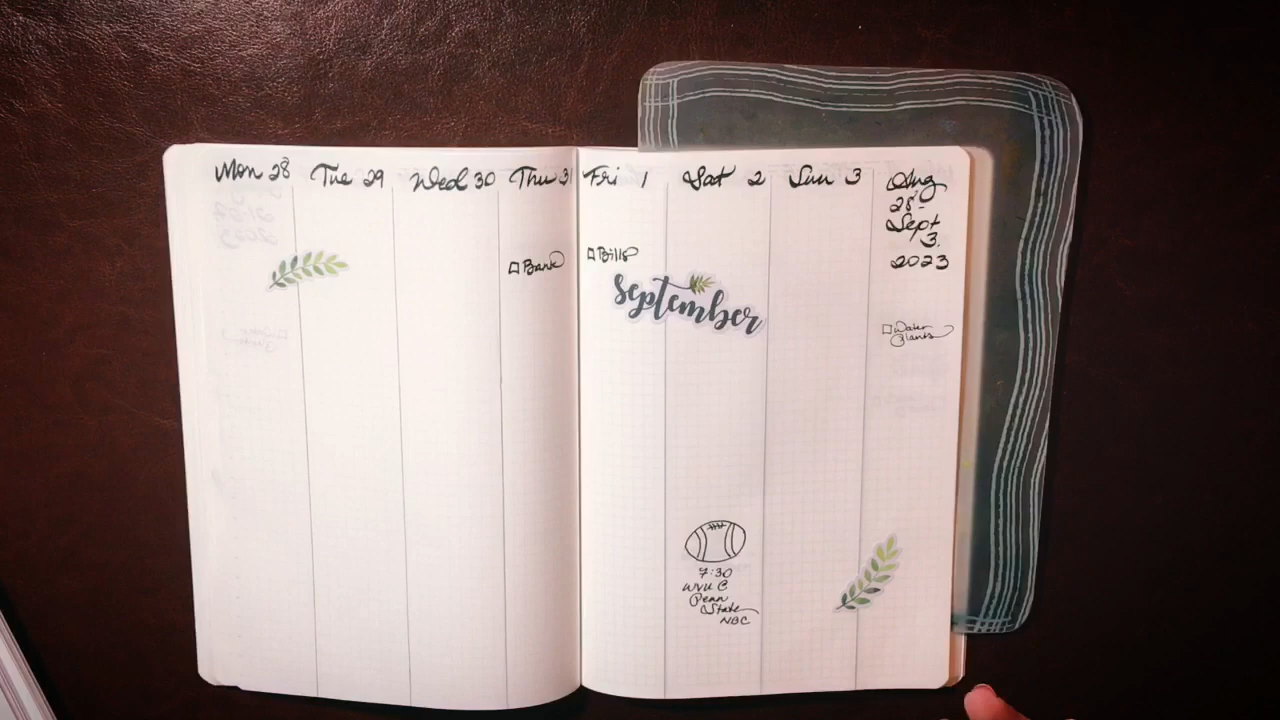 Mon 28
Tue 29
Wed 30
Thu 31
Fri 1
Sat 2
Sun 3
Aug
28-
Sept
3.
2023
Bank
Bills
September
Water
Plants
7:30
WVU @
Penn
State
NBC